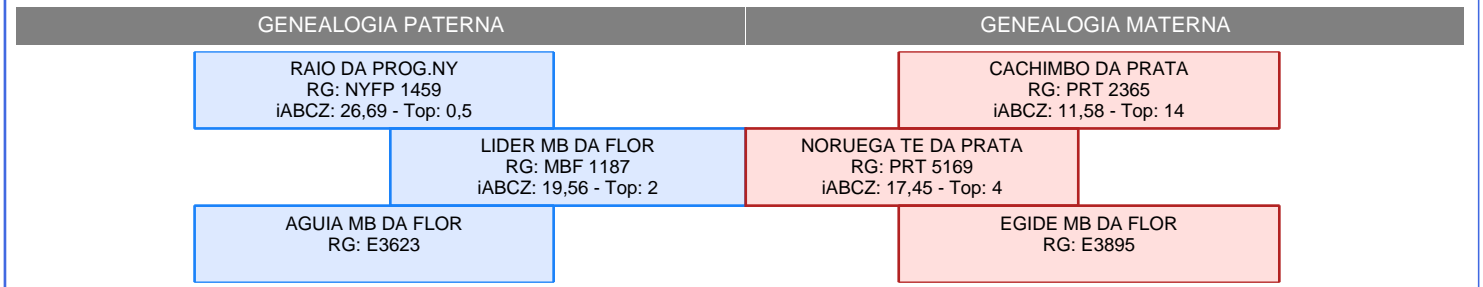 GENEALOGIA PATERNA
GENEALOGIA MATERNA
RAIO DA PROG.NY
RG: NYFP 1459
iABCZ: 26,69 - Top: 0,5
CACHIMBO DA PRATA
RG: PRT 2365
iABCZ: 11,58 - Top: 14
LIDER MB DA FLOR
RG: MBF 1187
iABCZ: 19,56 - Top: 2
NORUEGA TE DA PRATA
RG: PRT 5169
iABCZ: 17,45 - Top: 4
AGUIA MB DA FLOR
RG: E3623
EGIDE MB DA FLOR
RG: E3895